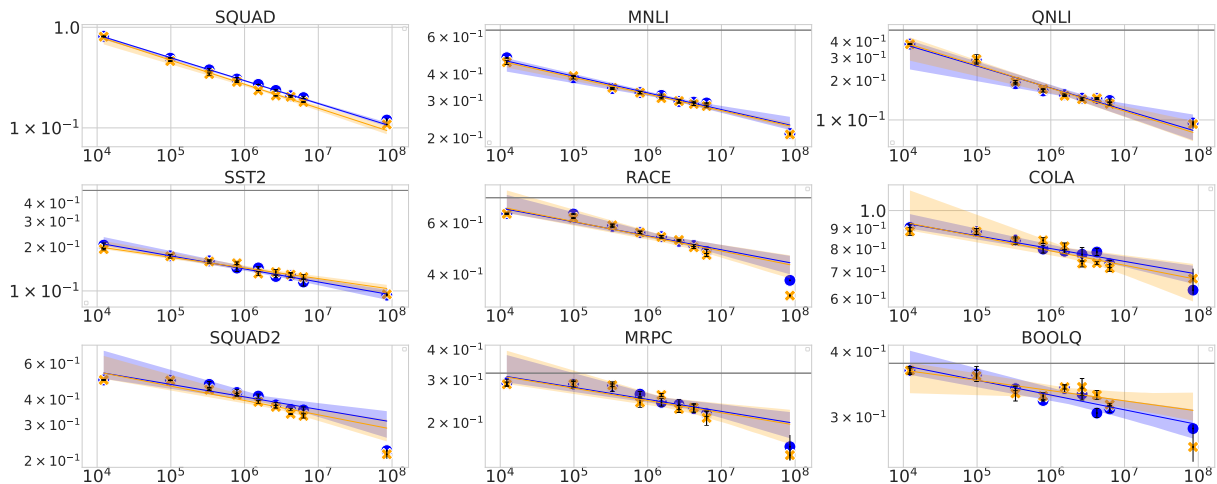 SQUAD
1.0
1 × 10⁻¹
10⁴ 10⁵ 10⁶ 10⁷ 10⁸
MNLI
6 × 10⁻¹
4 × 10⁻¹
3 × 10⁻¹
2 × 10⁻¹
10⁴ 10⁵ 10⁶ 10⁷ 10⁸
QNLI
4 × 10⁻¹
3 × 10⁻¹
2 × 10⁻¹
1 × 10⁻¹
10⁴ 10⁵ 10⁶ 10⁷ 10⁸
SST2
4 × 10⁻¹
3 × 10⁻¹
2 × 10⁻¹
1 × 10⁻¹
10⁴ 10⁵ 10⁶ 10⁷ 10⁸
RACE
6 × 10⁻¹
4 × 10⁻¹
10⁴ 10⁵ 10⁶ 10⁷ 10⁸
COLA
1.0
9 × 10⁻¹
8 × 10⁻¹
7 × 10⁻¹
6 × 10⁻¹
10⁴ 10⁵ 10⁶ 10⁷ 10⁸
SQUAD2
6 × 10⁻¹
4 × 10⁻¹
3 × 10⁻¹
2 × 10⁻¹
10⁴ 10⁵ 10⁶ 10⁷ 10⁸
MRPC
4 × 10⁻¹
3 × 10⁻¹
2 × 10⁻¹
10⁴ 10⁵ 10⁶ 10⁷ 10⁸
BOOLQ
4 × 10⁻¹
3 × 10⁻¹
10⁴ 10⁵ 10⁶ 10⁷ 10⁸